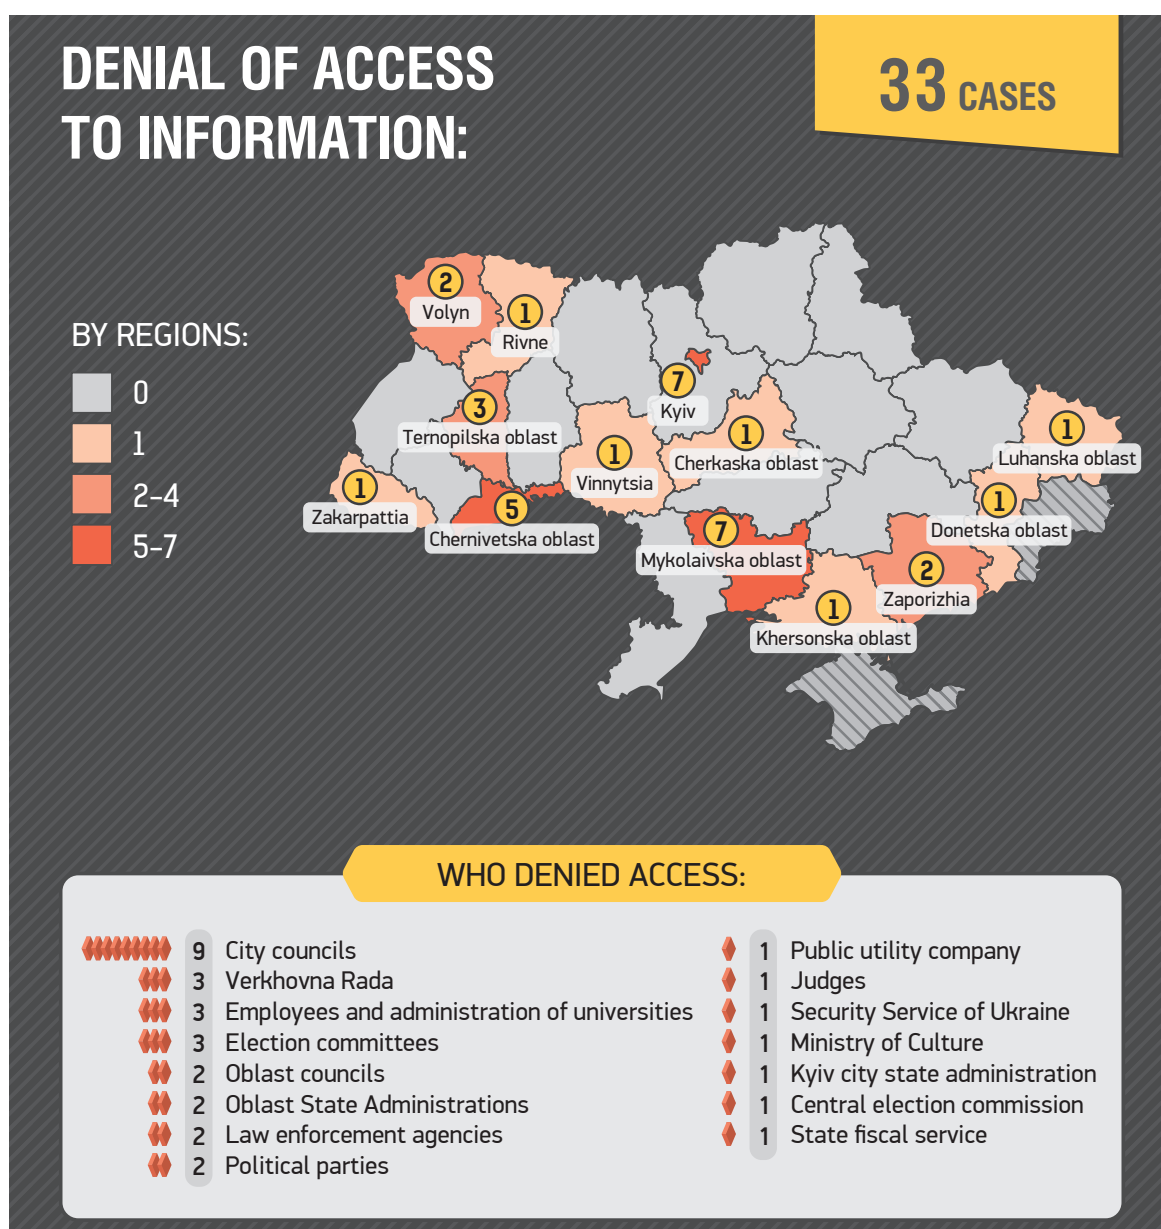 DENIAL OF ACCESS
TO INFORMATION:
33 CASES
BY REGIONS:
0
1
2–4
5–7
2
Volyn
1
Rivne
7
Kyiv
3
Ternopilska oblast
1
Cherkaska oblast
1
Luhanska oblast
1
Vinnytsia
1
Zakarpattia
5
Chernivetska oblast
1
Donetska oblast
7
Mykolaivska oblast
2
Zaporizhia
1
Khersonska oblast
WHO DENIED ACCESS:
9 City councils
3 Verkhovna Rada
3 Employees and administration of universities
3 Election committees
2 Oblast councils
2 Oblast State Administrations
2 Law enforcement agencies
2 Political parties
1 Public utility company
1 Judges
1 Security Service of Ukraine
1 Ministry of Culture
1 Kyiv city state administration
1 Central election commission
1 State fiscal service